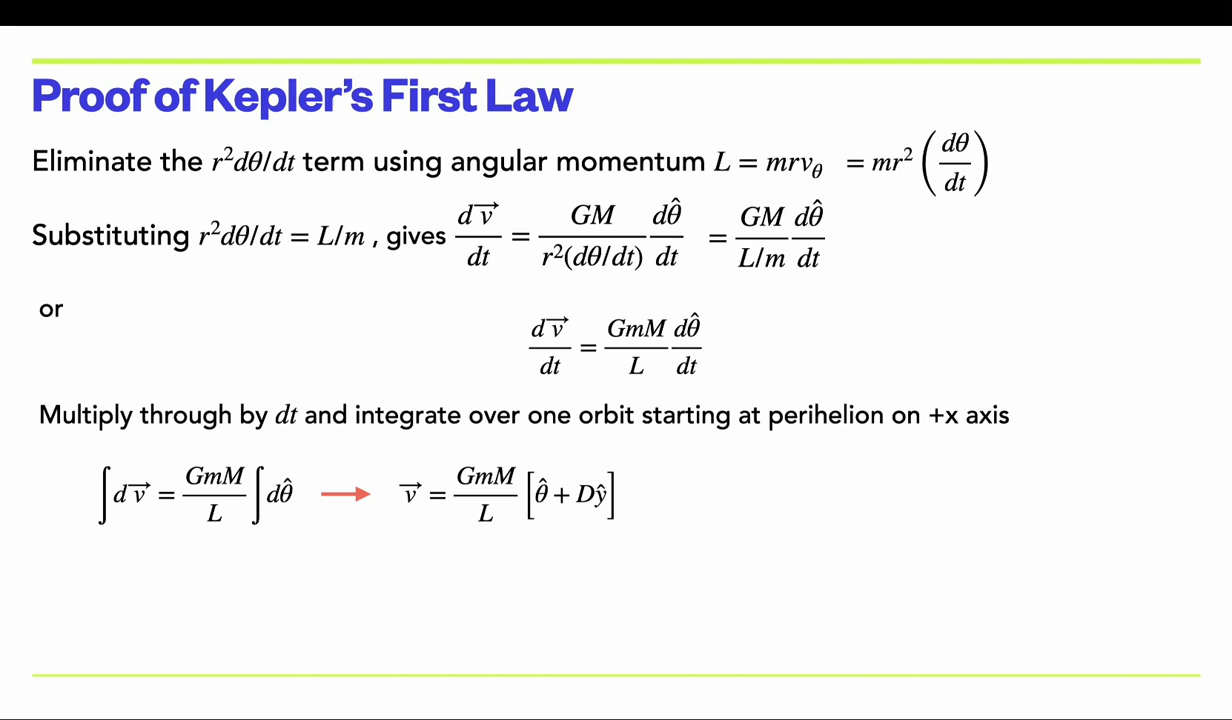 Proof of Kepler's First Law
Eliminate the r²dθ/dt term using angular momentum L = mrv_θ = mr² (dθ/dt)
Substituting r²dθ/dt = L/m , gives dv⃗/dt = GM/(r²(dθ/dt)) dθ̂/dt = GM/(L/m) dθ̂/dt
or
dv⃗/dt = GmM/L dθ̂/dt
Multiply through by dt and integrate over one orbit starting at perihelion on +x axis
∫dv⃗ = GmM/L ∫dθ̂ → v⃗ = GmM/L [θ̂ + Dŷ]